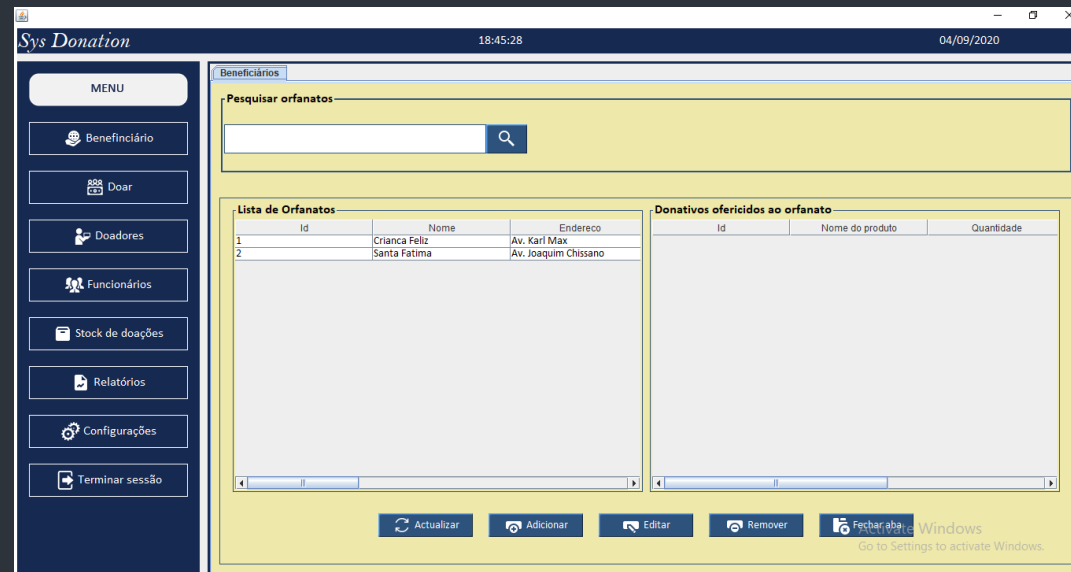 Sys Donation 18:45:28 04/09/2020
MENU
Benefinciário
Doar
Doadores
Funcionários
Stock de doações
Relatórios
Configurações
Terminar sessão
Beneficiários
Pesquisar orfanatos
Lista de Orfanatos
Id Nome Endereco
1 Crianca Feliz Av. Karl Max
2 Santa Fatima Av. Joaquim Chissano
Donativos ofericidos ao orfanato
Id Nome do produto Quantidade
Actualizar Adicionar Editar Remover Fechar aba
Activate Windows
Go to Settings to activate Windows.